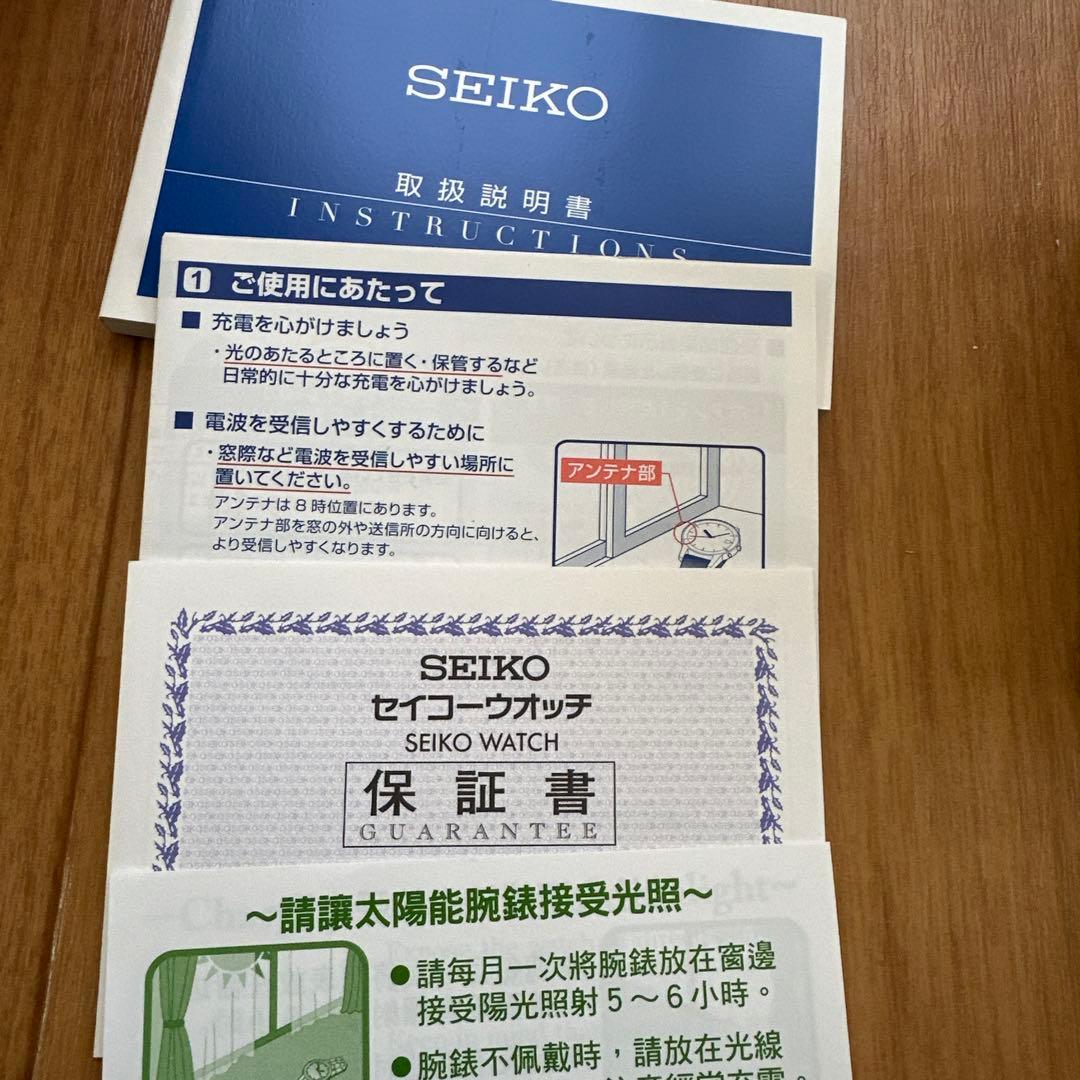 SEIKO
取扱説明書
INSTRUCTIONS
1 ご使用にあたって
■ 充電を心がけましょう
・光のあたるところに置く・保管するなど
日常的に十分な充電を心がけましょう。
■ 電波を受信しやすくするために
・窓際など電波を受信しやすい場所に
置いてください。
アンテナは8時位置にあります。
アンテナ部を窓の外や送信所の方向に向けると、
より受信しやすくなります。
アンテナ部
SEIKO
セイコーウオッチ
SEIKO WATCH
保証書
GUARANTEE
～請讓太陽能腕錶接受光照～
●請每月一次將腕錶放在窗邊
接受陽光照射5～6小時。
●腕錶不佩戴時，請放在光線